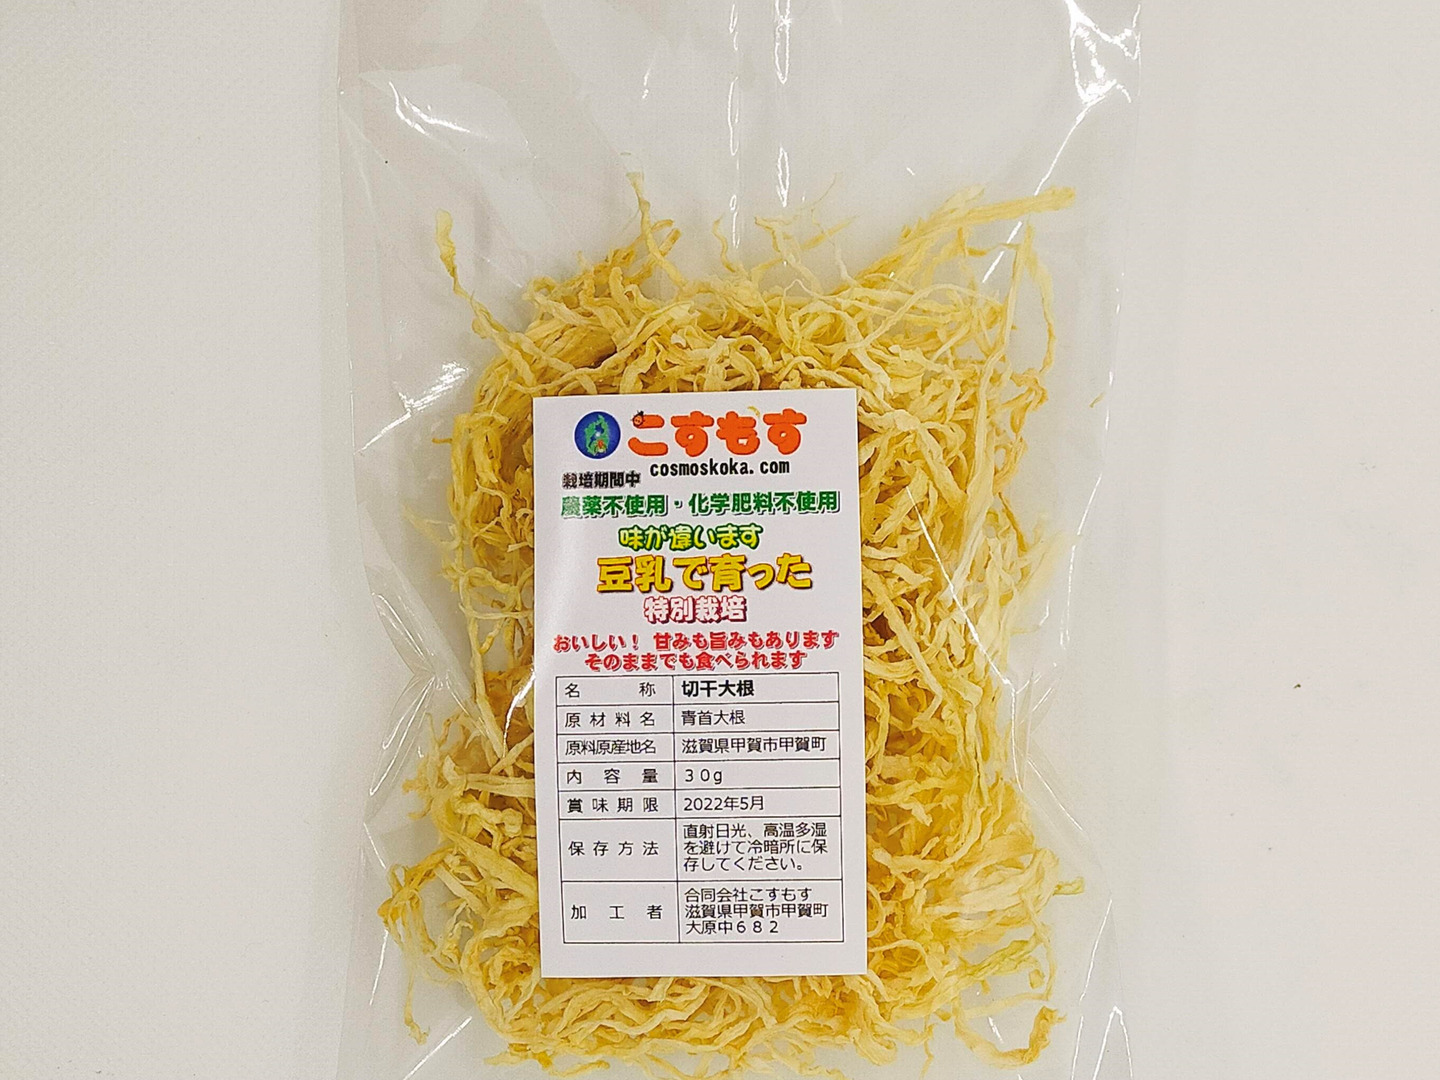 こすもす
cosmoskoka.com
栽培期間中
農薬不使用・化学肥料不使用
味が違います
豆乳で育った
特別栽培
おいしい! 甘みも旨みもあります
そのままでも食べられます
名称 切干大根
原材料名 青首大根
原料原産地名 滋賀県甲賀市甲賀町
内容量 30g
賞味期限 2022年5月
保存方法 直射日光、高温多湿
を避けて冷暗所に保
存してください。
加工者 合同会社こすもす
滋賀県甲賀市甲賀町
大原中682